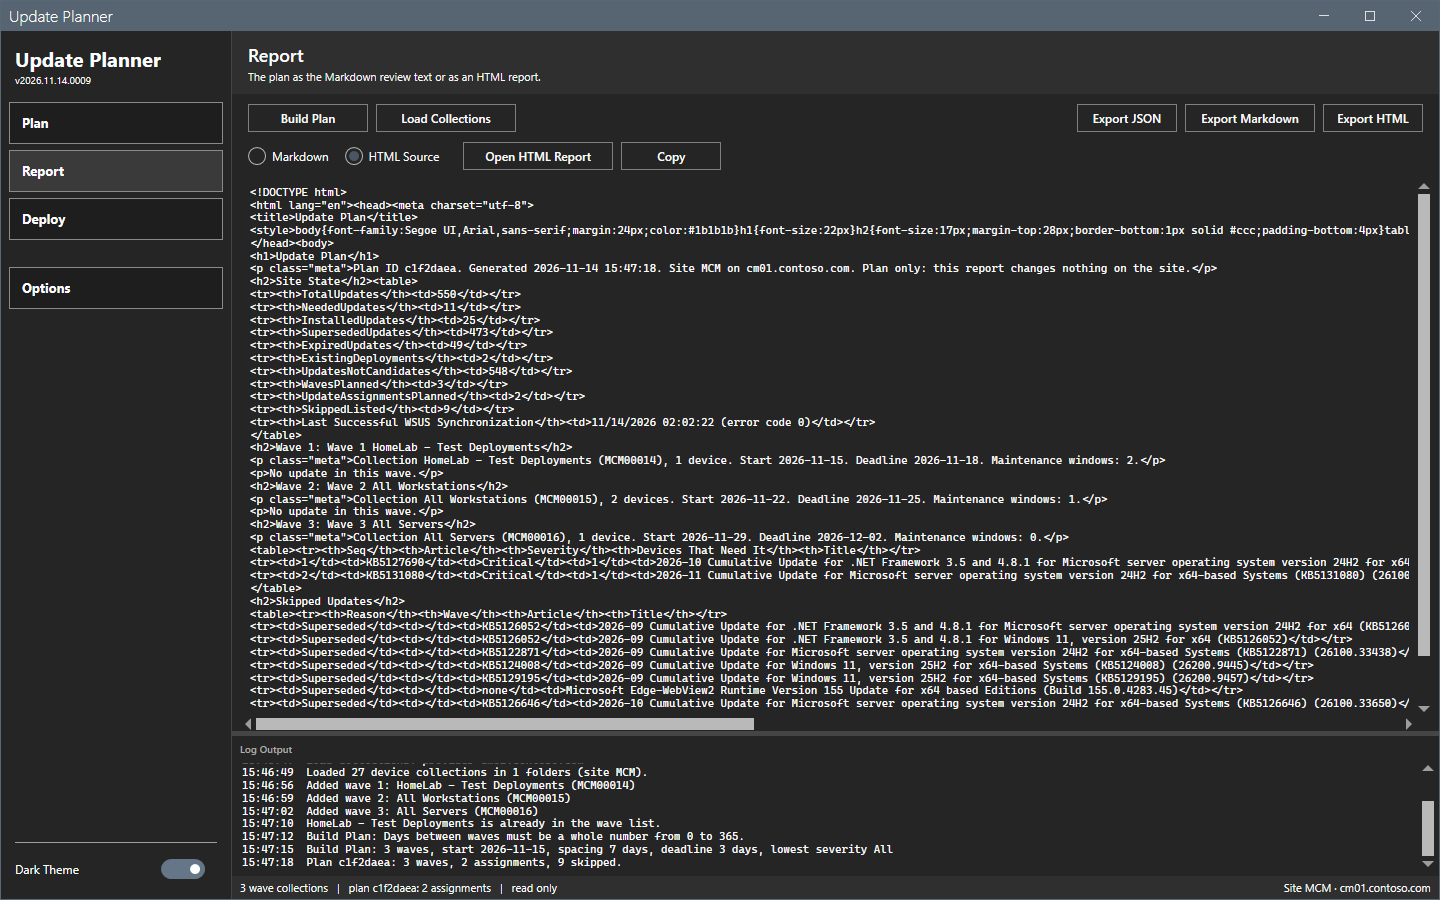 Update Planner
Update Planner
v2026.11.14.0009
Plan
Report
Deploy
Options
Dark Theme
Report
The plan as the Markdown review text or as an HTML report.
Build Plan
Load Collections
Export JSON
Export Markdown
Export HTML
Markdown
HTML Source
Open HTML Report
Copy
<!DOCTYPE html>
<html lang="en"><head><meta charset="utf-8">
<title>Update Plan</title>
<style>body{font-family:Segoe UI,Arial,sans-serif;margin:24px;color:#1b1b1b}h1{font-size:22px}h2{font-size:17px;margin-top:28px;border-bottom:1px solid #ccc;padding-bottom:4px}tabl
</head><body>
<h1>Update Plan</h1>
<p class="meta">Plan ID c1f2daea. Generated 2026-11-14 15:47:18. Site MCM on cm01.contoso.com. Plan only: this report changes nothing on the site.</p>
<h2>Site State</h2><table>
<tr><th>TotalUpdates</th><td>550</td></tr>
<tr><th>NeededUpdates</th><td>11</td></tr>
<tr><th>InstalledUpdates</th><td>25</td></tr>
<tr><th>SupersededUpdates</th><td>473</td></tr>
<tr><th>ExpiredUpdates</th><td>49</td></tr>
<tr><th>ExistingDeployments</th><td>2</td></tr>
<tr><th>UpdatesNotCandidates</th><td>548</td></tr>
<tr><th>WavesPlanned</th><td>3</td></tr>
<tr><th>UpdateAssignmentsPlanned</th><td>2</td></tr>
<tr><th>SkippedListed</th><td>9</td></tr>
<tr><th>Last Successful WSUS Synchronization</th><td>11/14/2026 02:02:22 (error code 0)</td></tr>
</table>
<h2>Wave 1: Wave 1 HomeLab - Test Deployments</h2>
<p class="meta">Collection HomeLab - Test Deployments (MCM00014), 1 device. Start 2026-11-15. Deadline 2026-11-18. Maintenance windows: 2.</p>
<p>No update in this wave.</p>
<h2>Wave 2: Wave 2 All Workstations</h2>
<p class="meta">Collection All Workstations (MCM00015), 2 devices. Start 2026-11-22. Deadline 2026-11-25. Maintenance windows: 1.</p>
<p>No update in this wave.</p>
<h2>Wave 3: Wave 3 All Servers</h2>
<p class="meta">Collection All Servers (MCM00016), 1 device. Start 2026-11-29. Deadline 2026-12-02. Maintenance windows: 0.</p>
<table><tr><th>Seq</th><th>Article</th><th>Severity</th><th>Devices That Need It</th><th>Title</th></tr>
<tr><td>1</td><td>KB5127690</td><td>Critical</td><td>1</td><td>2026-10 Cumulative Update for .NET Framework 3.5 and 4.8.1 for Microsoft server operating system version 24H2 for x64
<tr><td>2</td><td>KB5131080</td><td>Critical</td><td>1</td><td>2026-11 Cumulative Update for Microsoft server operating system version 24H2 for x64-based Systems (KB5131080) (26100
</table>
<h2>Skipped Updates</h2>
<table><tr><th>Reason</th><th>Wave</th><th>Article</th><th>Title</th></tr>
<tr><td>Superseded</td><td></td><td>KB5126052</td><td>2026-09 Cumulative Update for .NET Framework 3.5 and 4.8.1 for Microsoft server operating system version 24H2 for x64 (KB51260
<tr><td>Superseded</td><td></td><td>KB5126052</td><td>2026-09 Cumulative Update for .NET Framework 3.5 and 4.8.1 for Windows 11, version 25H2 for x64 (KB5126052)</td></tr>
<tr><td>Superseded</td><td></td><td>KB5122871</td><td>2026-09 Cumulative Update for Microsoft server operating system version 24H2 for x64-based Systems (KB5122871) (26100.33438)</
<tr><td>Superseded</td><td></td><td>KB5124008</td><td>2026-09 Cumulative Update for Windows 11, version 25H2 for x64-based Systems (KB5124008) (26200.9445)</td></tr>
<tr><td>Superseded</td><td></td><td>KB5129195</td><td>2026-09 Cumulative Update for Windows 11, version 25H2 for x64-based Systems (KB5129195) (26200.9457)</td></tr>
<tr><td>Superseded</td><td></td><td>none</td><td>Microsoft Edge-WebView2 Runtime Version 155 Update for x64 based Editions (Build 155.0.4283.45)</td></tr>
<tr><td>Superseded</td><td></td><td>KB5126646</td><td>2026-10 Cumulative Update for Microsoft server operating system version 24H2 for x64-based Systems (KB5126646) (26100.33650)</
Log Output
15:46:49 Loaded 27 device collections in 1 folders (site MCM).
15:46:56 Added wave 1: HomeLab - Test Deployments (MCM00014)
15:46:59 Added wave 2: All Workstations (MCM00015)
15:47:02 Added wave 3: All Servers (MCM00016)
15:47:10 HomeLab - Test Deployments is already in the wave list.
15:47:12 Build Plan: Days between waves must be a whole number from 0 to 365.
15:47:15 Build Plan: 3 waves, start 2026-11-15, spacing 7 days, deadline 3 days, lowest severity All
15:47:18 Plan c1f2daea: 3 waves, 2 assignments, 9 skipped.
3 wave collections | plan c1f2daea: 2 assignments | read only
Site MCM · cm01.contoso.com